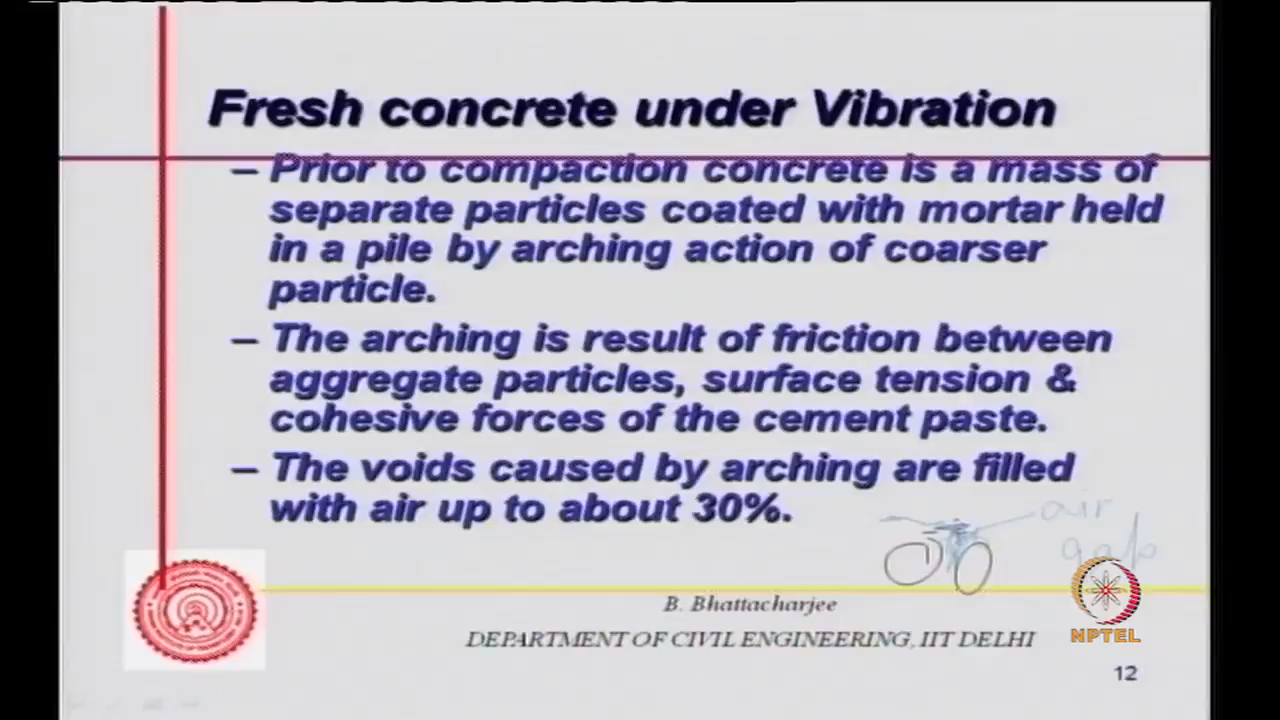 Fresh concrete under Vibration
– Prior to compaction concrete is a mass of
separate particles coated with mortar held
in a pile by arching action of coarser
particle.
– The arching is result of friction between
aggregate particles, surface tension &
cohesive forces of the cement paste.
– The voids caused by arching are filled
with air up to about 30%.
air
gap
B. Bhattacharjee
DEPARTMENT OF CIVIL ENGINEERING, IIT DELHI
NPTEL
12